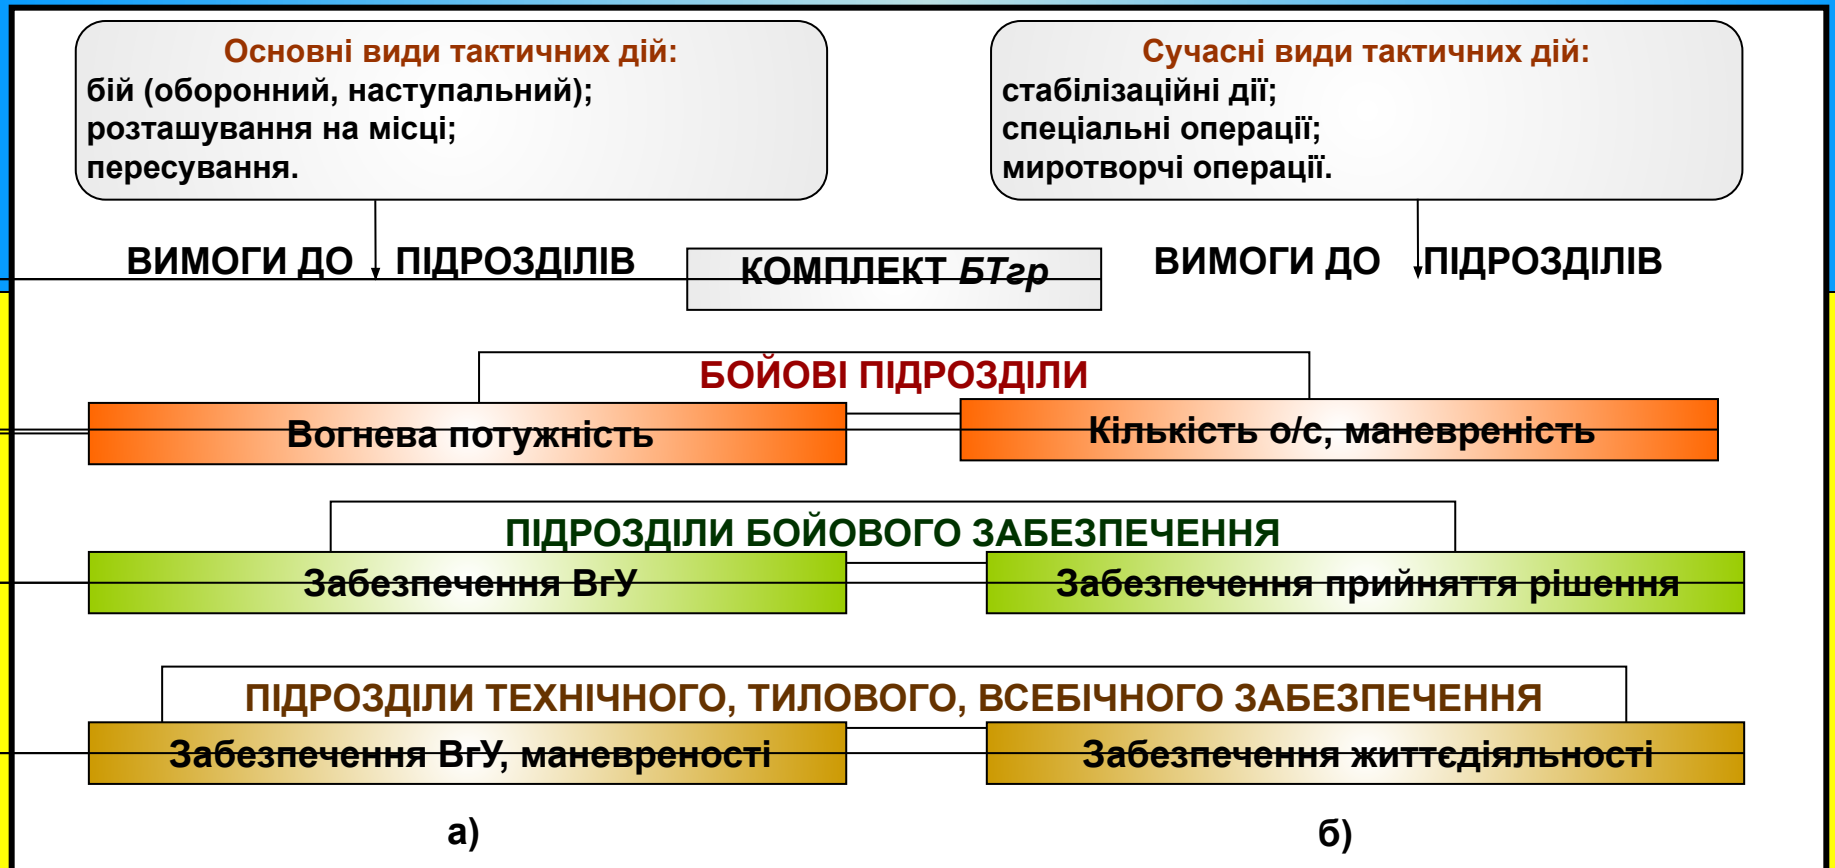 Основні види тактичних дій:
бій (оборонний, наступальний);
розташування на місці;
пересування.
Сучасні види тактичних дій:
стабілізаційні дії;
спеціальні операції;
миротворчі операції.
ВИМОГИ ДО ПІДРОЗДІЛІВ
КОМПЛЕКТ БТгр
ВИМОГИ ДО ПІДРОЗДІЛІВ
БОЙОВІ ПІДРОЗДІЛИ
Вогнева потужність
Кількість о/с, маневреність
ПІДРОЗДІЛИ БОЙОВОГО ЗАБЕЗПЕЧЕННЯ
Забезпечення ВгУ
Забезпечення прийняття рішення
ПІДРОЗДІЛИ ТЕХНІЧНОГО, ТИЛОВОГО, ВСЕБІЧНОГО ЗАБЕЗПЕЧЕННЯ
Забезпечення ВгУ, маневреності
Забезпечення життєдіяльності
а)
б)